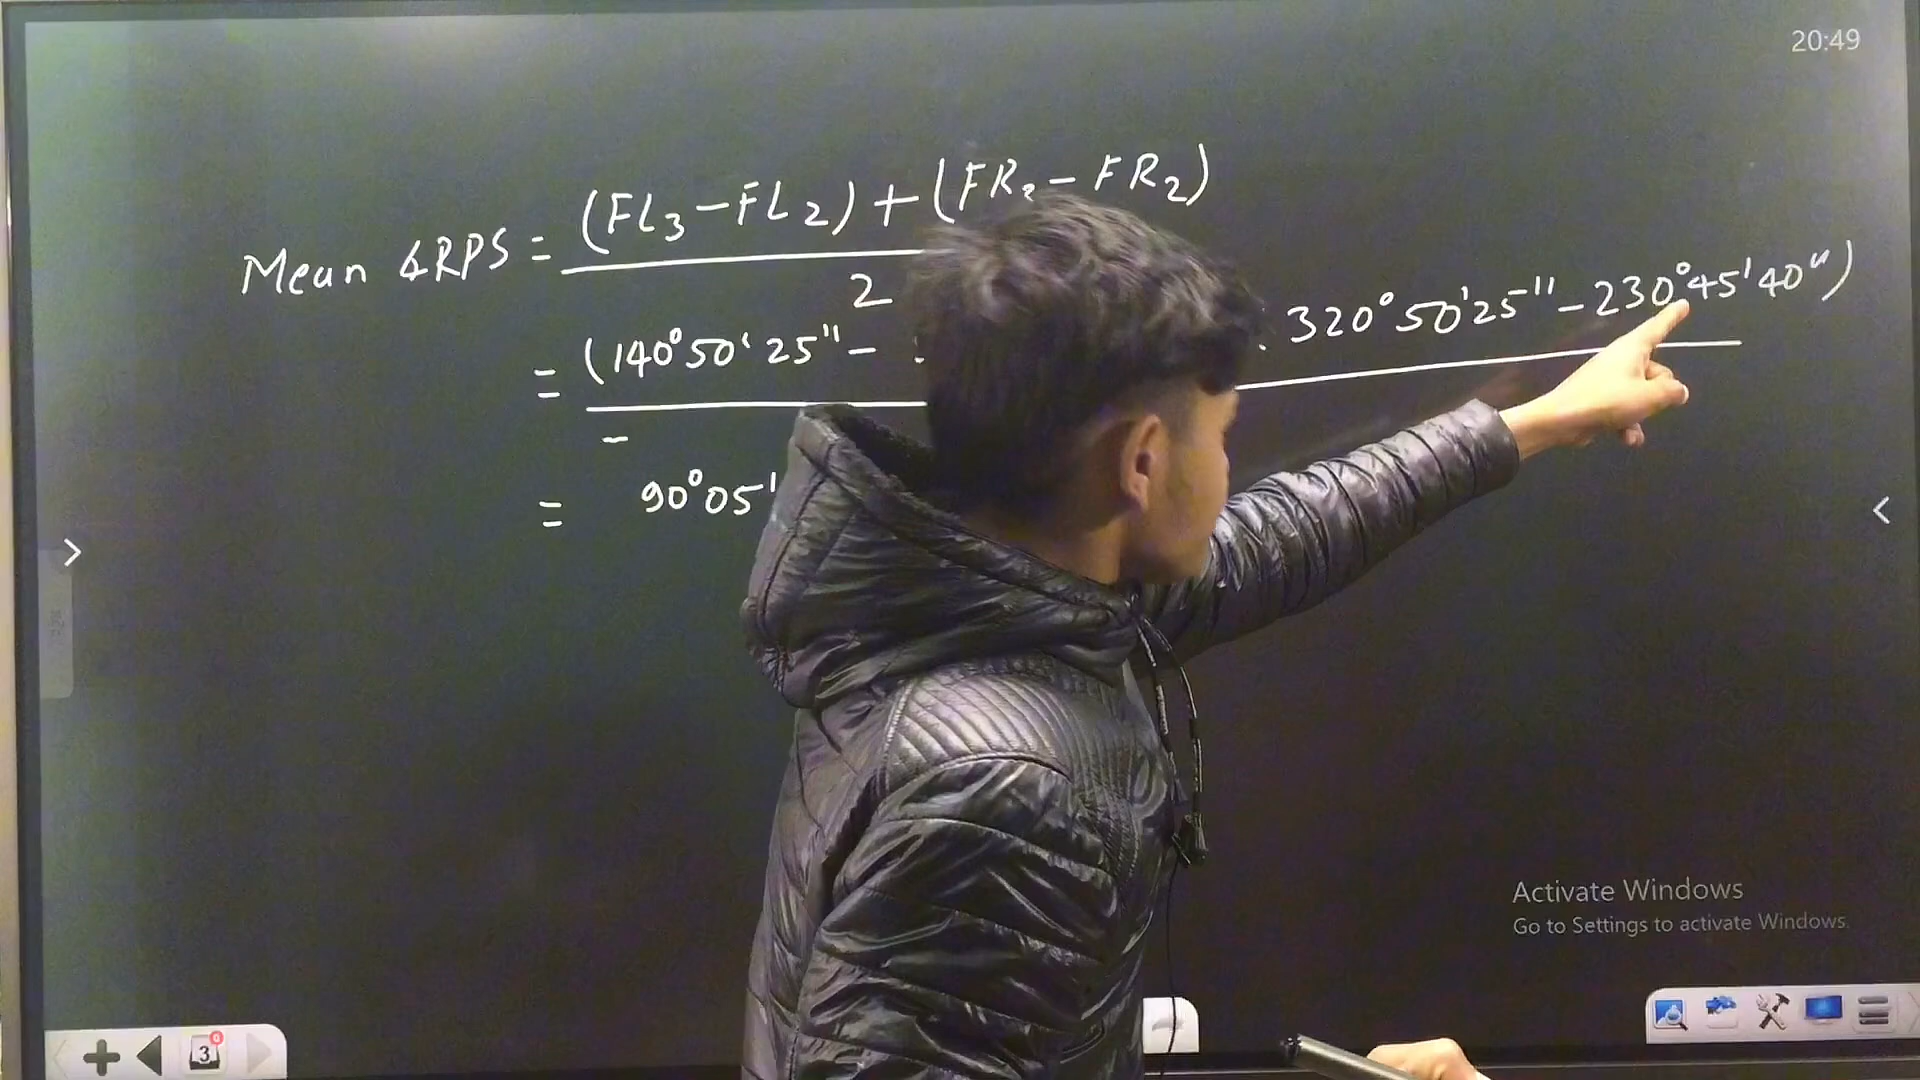 20:49
Mean ∠RPS = (FL₃ - FL₂) + (FR₃ - FR₂)
2
= (140°50'25" - 320°50'25" - 230°45'40")
-
= 90°05'
Activate Windows
Go to Settings to activate Windows.
3